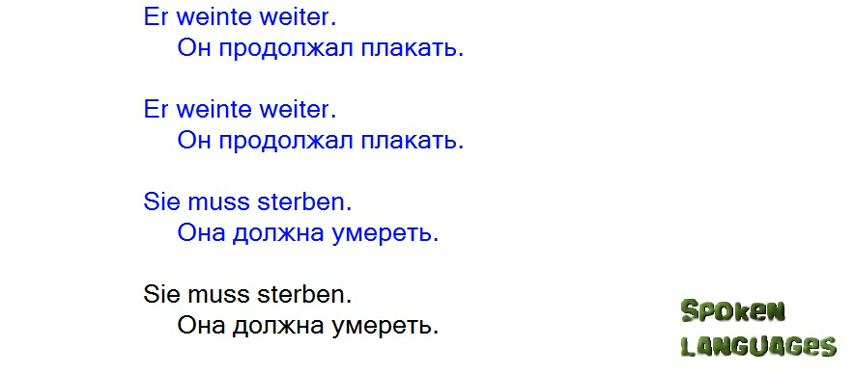 Er weinte weiter.
Он продолжал плакать.
Er weinte weiter.
Он продолжал плакать.
Sie muss sterben.
Она должна умереть.
Sie muss sterben.
Она должна умереть.
Spoken
Languages